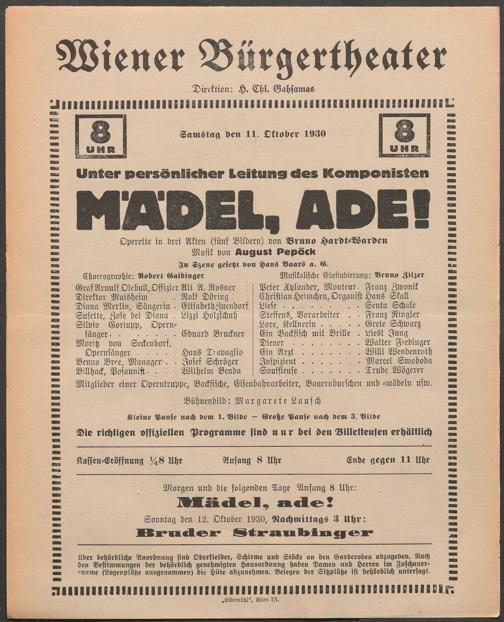 Wiener Bürgertheater
Direktion: H. Chl. Gahsamas
8 UHR
Samstag den 11. Oktober 1930
8 UHR
Unter persönlicher Leitung des Komponisten
MÄDEL, ADE!
Operette in drei Akten (fünf Bildern) von Bruno Hardt-Warden
Musik von August Pepöck
In Szene gesetzt von Hans Baars a. G.
Choreographie: Robert Gaibinger Musikalische Einstudierung: Bruno Zilzer
Graf Arnulf Olebull, Offizier Ali A. Rosner
Direktor Maisheim Rolf Döring
Diana Merlin, Sängerin
Susette, Zofe bei Diana Lizzi Holzschuh
Silvio Gorinpp, Opern-
sänger Eduard Bruckner
Moritz von Seckendorf,
Opernsänger Hans Travaglio
Benno Bree, Manager Josef Schröger
Billhack, Posaunist Wilhelm Benda
Peter Xylander, Monteur Franz Zwonik
Christian Heimchen, Organist Hans Skall
Liese Senta Schale
Steffens, Vorarbeiter Franz Ringler
Lore, Kellnerin Grete Schwarz
Ein Backfisch mit Brille Liesl Jung
Diener Walter Fiebinger
Ein Arzt Willi Wendenroth
Inspizient Marcel Swoboda
Souffleuse Trude Wögerer
Mitglieder einer Operntruppe, Backfische, Eisenbahnarbeiter, Bauernburschen und -mädeln usw.
Bühnenbild: Margarete Lausch
Kleine Pause nach dem 1. Bilde — Große Pause nach dem 3. Bilde
Die richtigen offiziellen Programme sind nur bei den Billetteusen erhältlich
Kassen-Eröffnung ¼8 Uhr Anfang 8 Uhr Ende gegen 11 Uhr
Morgen und die folgenden Tage Anfang 8 Uhr:
Mädel, ade!
Sonntag den 12. Oktober 1930, Nachmittags 3 Uhr:
Bruder Straubinger
Über behördliche Anordnung sind Oberkleider, Schirme und Stöcke an den Garderoben abzugeben. Nach
den Bestimmungen der behördlich genehmigten Hausordnung haben Damen und Herren im Zuschauer-
raume (Logenplätze ausgenommen) die Hüte abzunehmen. Belegen der Sitzplätze ist behördlich untersagt.
„Elbemühl“, Wien IX.